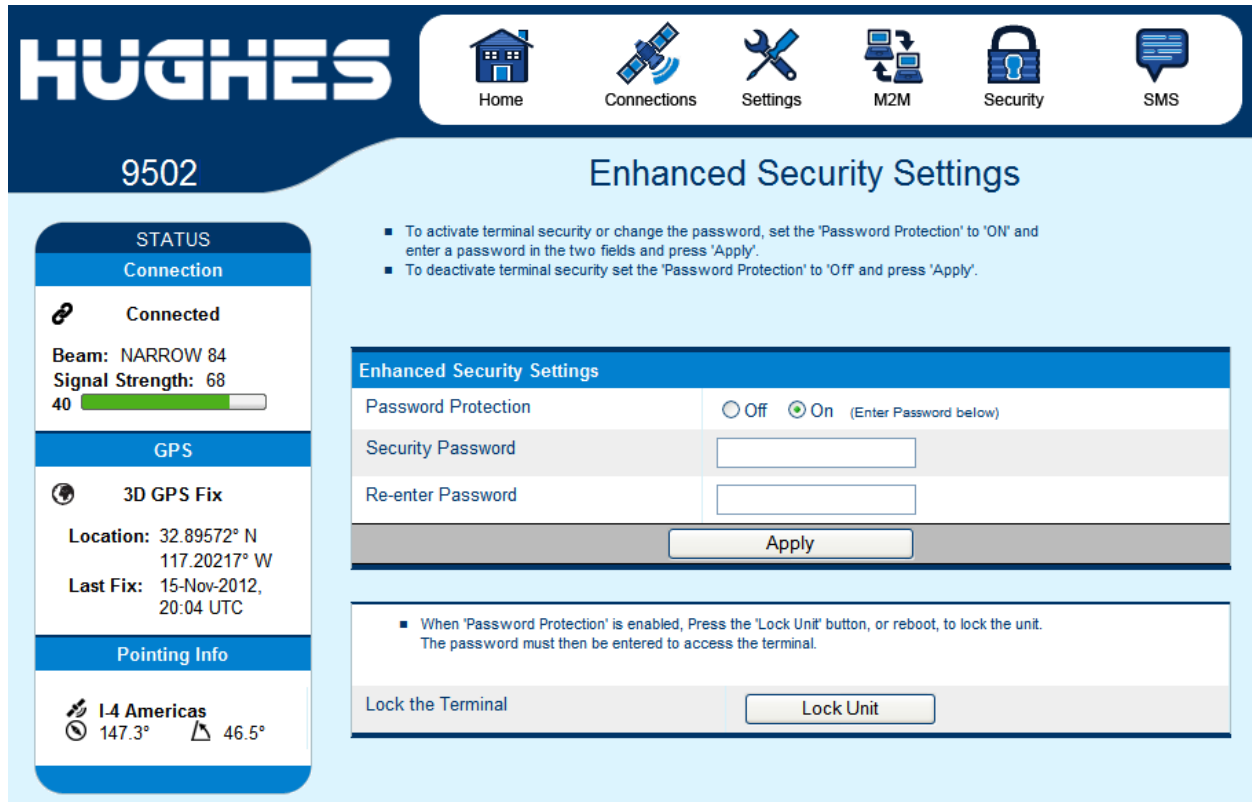 HUGHES
Home
Connections
Settings
M2M
Security
SMS
9502
Enhanced Security Settings
STATUS
Connection
Connected
Beam: NARROW 84
Signal Strength: 68
40
GPS
3D GPS Fix
Location: 32.89572° N
117.20217° W
Last Fix: 15-Nov-2012,
20:04 UTC
Pointing Info
I-4 Americas
147.3° 46.5°
■ To activate terminal security or change the password, set the 'Password Protection' to 'ON' and
enter a password in the two fields and press 'Apply'.
■ To deactivate terminal security set the 'Password Protection' to 'Off' and press 'Apply'.
Enhanced Security Settings
Password Protection
Off On (Enter Password below)
Security Password
Re-enter Password
Apply
■ When 'Password Protection' is enabled, Press the 'Lock Unit' button, or reboot, to lock the unit.
The password must then be entered to access the terminal.
Lock the Terminal
Lock Unit